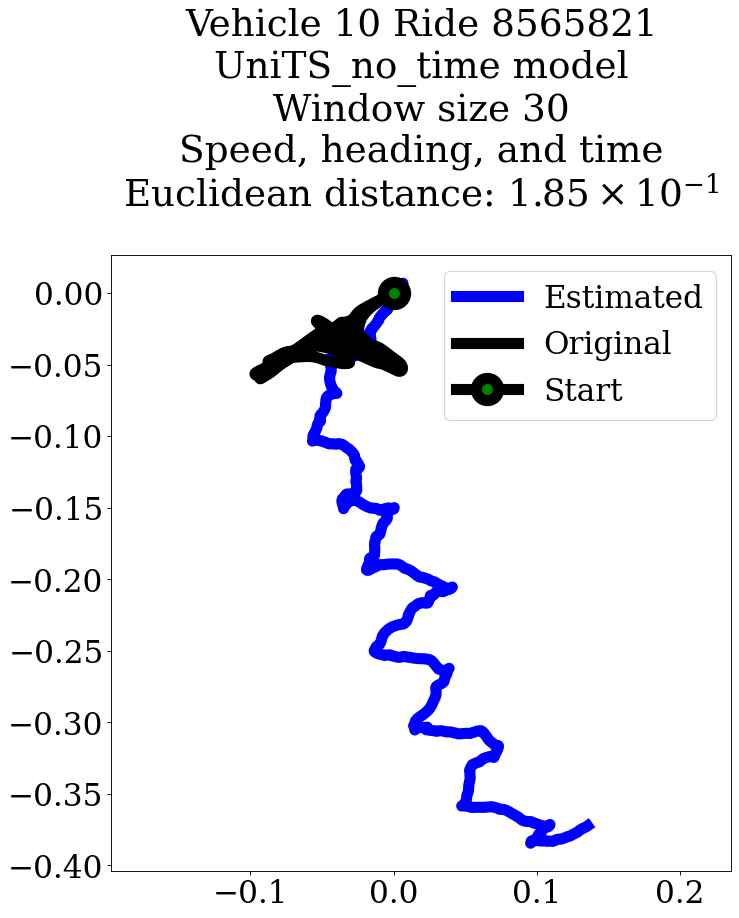 Vehicle 10 Ride 8565821
UniTS_no_time model
Window size 30
Speed, heading, and time
Euclidean distance: 1.85 × 10⁻¹
Estimated
Original
Start
0.00
−0.05
−0.10
−0.15
−0.20
−0.25
−0.30
−0.35
−0.40
−0.1 0.0 0.1 0.2